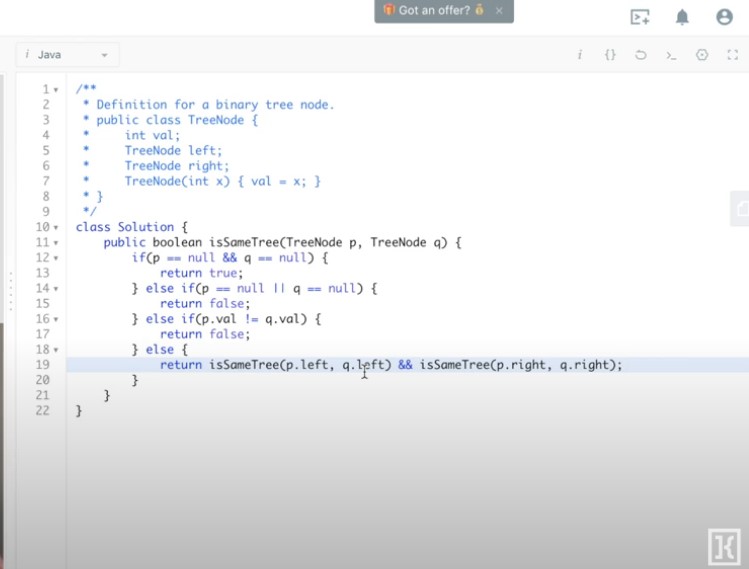 Got an offer?
i Java
i {} >_
1 /**
2 * Definition for a binary tree node.
3 * public class TreeNode {
4 * int val;
5 * TreeNode left;
6 * TreeNode right;
7 * TreeNode(int x) { val = x; }
8 * }
9 */
10 class Solution {
11 public boolean isSameTree(TreeNode p, TreeNode q) {
12 if(p == null && q == null) {
13 return true;
14 } else if(p == null || q == null) {
15 return false;
16 } else if(p.val != q.val) {
17 return false;
18 } else {
19 return isSameTree(p.left, q.left) && isSameTree(p.right, q.right);
20 }
21 }
22 }